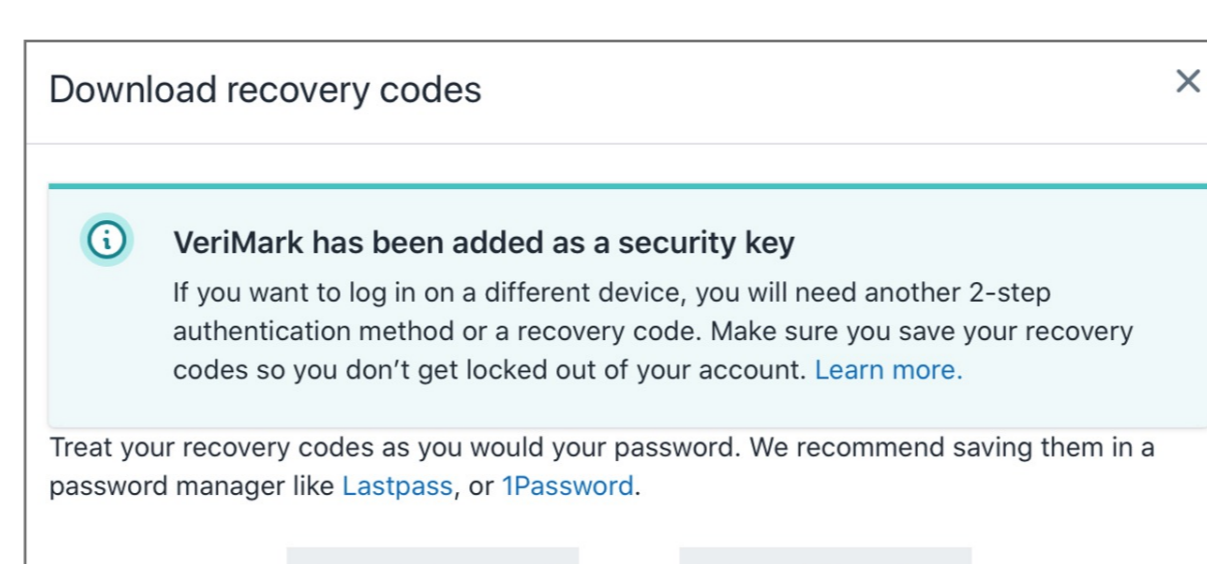 Download recovery codes
VeriMark has been added as a security key
If you want to log in on a different device, you will need another 2-step
authentication method or a recovery code. Make sure you save your recovery
codes so you don’t get locked out of your account. Learn more.
Treat your recovery codes as you would your password. We recommend saving them in a
password manager like Lastpass, or 1Password.